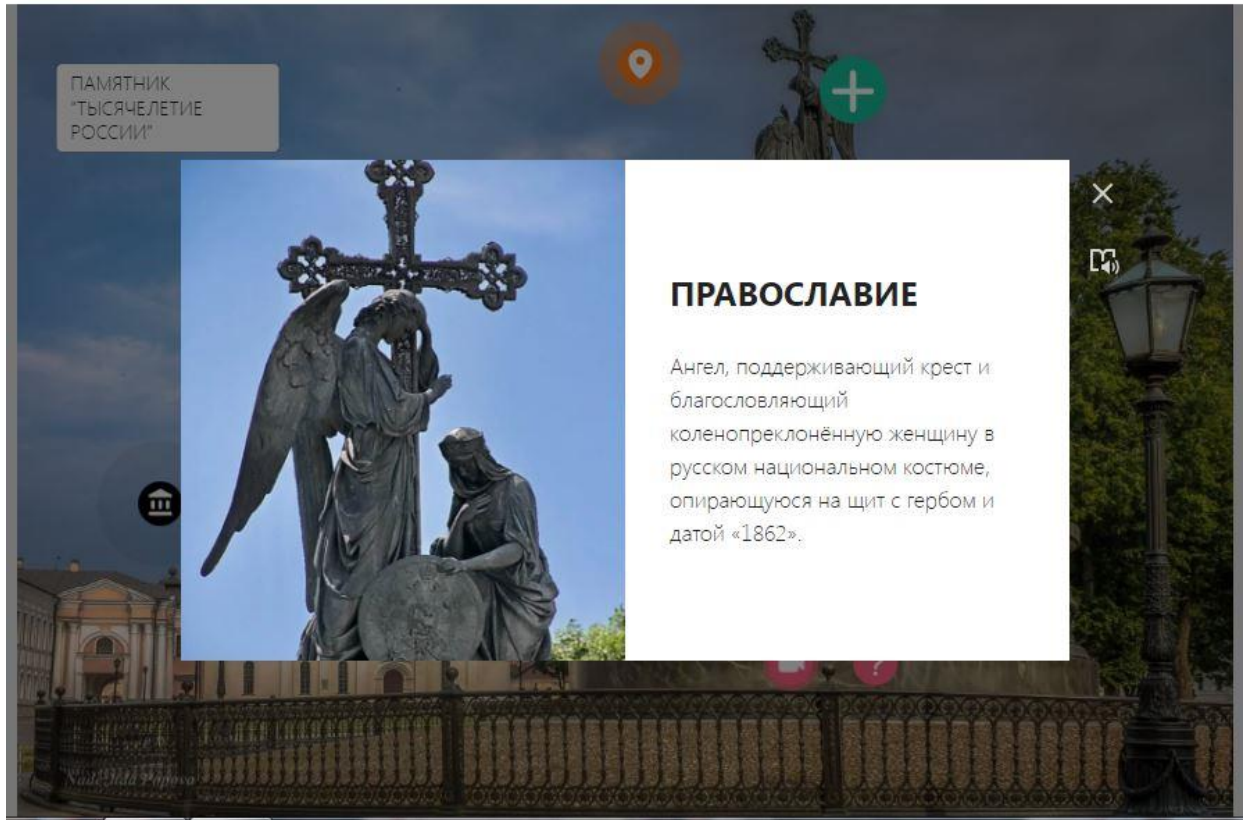 ПАМЯТНИК
"ТЫСЯЧЕЛЕТИЕ
РОССИИ"
ПРАВОСЛАВИЕ
Ангел, поддерживающий крест и
благословляющий
коленопреклонённую женщину в
русском национальном костюме,
опирающуюся на щит с гербом и
датой «1862».
?